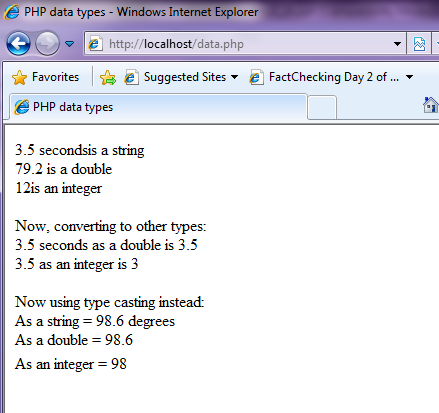 PHP data types - Windows Internet Explorer
http://localhost/data.php
Favorites Suggested Sites FactChecking Day 2 of ...
PHP data types
3.5 secondsis a string
79.2 is a double
12is an integer
Now, converting to other types:
3.5 seconds as a double is 3.5
3.5 as an integer is 3
Now using type casting instead:
As a string = 98.6 degrees
As a double = 98.6
As an integer = 98